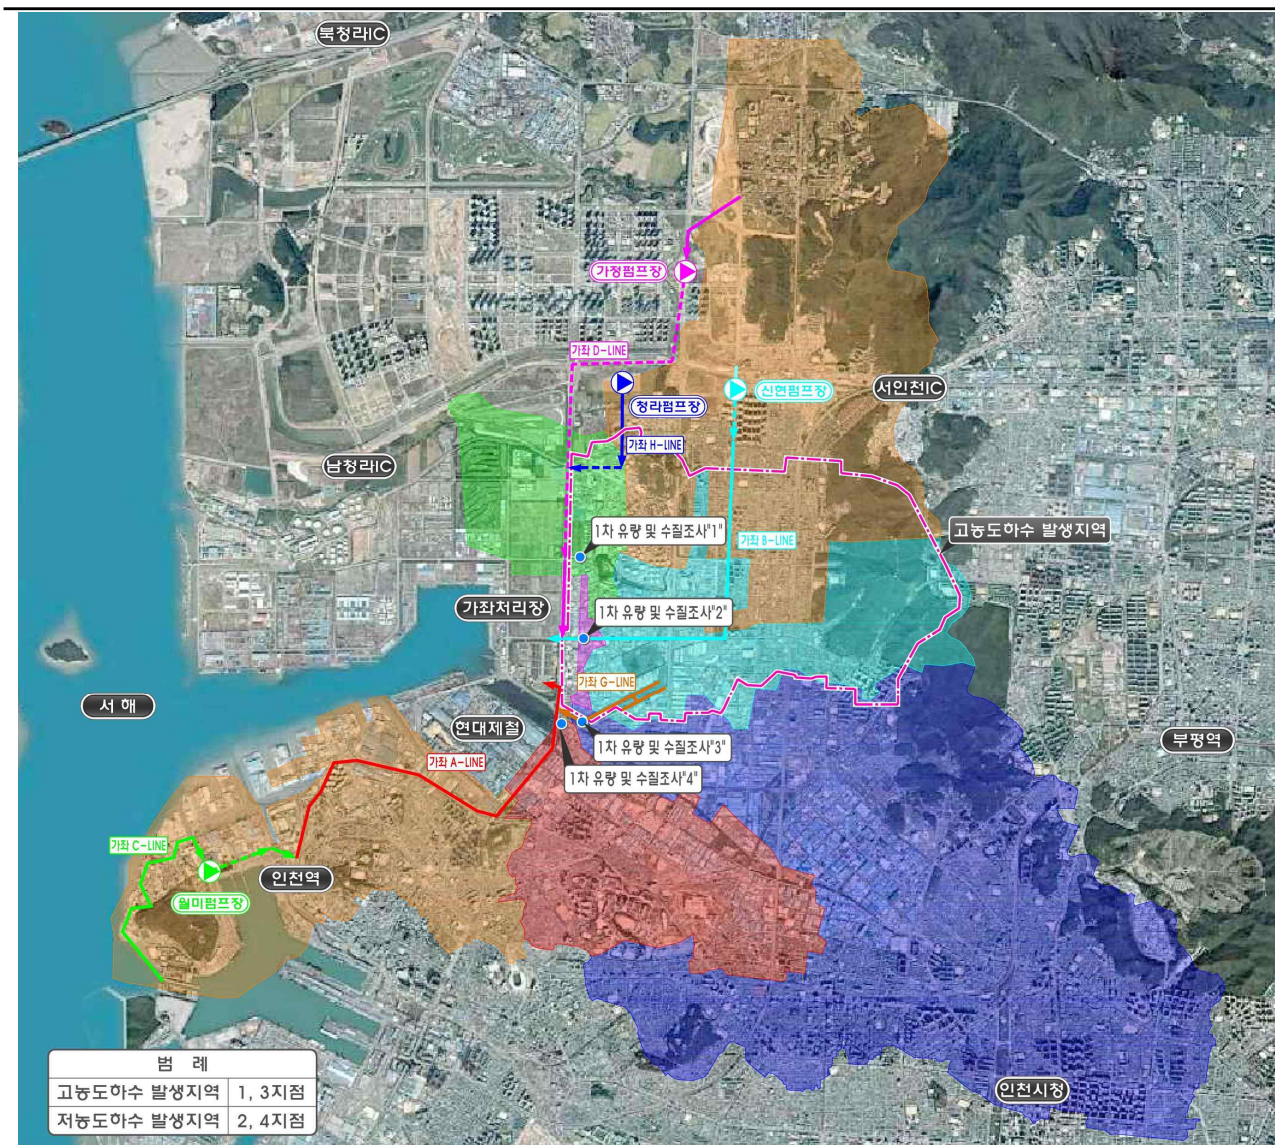 북청라IC
가정펌프장
가좌 D-LINE
청라펌프장
신현펌프장
서인천IC
가좌 H-LINE
남청라IC
1차 유량 및 수질조사"1"
가좌 B-LINE
고농도하수 발생지역
가좌처리장
1차 유량 및 수질조사"2"
가좌 G-LINE
서해
현대제철
1차 유량 및 수질조사"3"
부평역
가좌 A-LINE
1차 유량 및 수질조사"4"
가좌 C-LINE
인천역
월미펌프장
범 례
고농도하수 발생지역 1, 3지점
저농도하수 발생지역 2, 4지점
인천시청